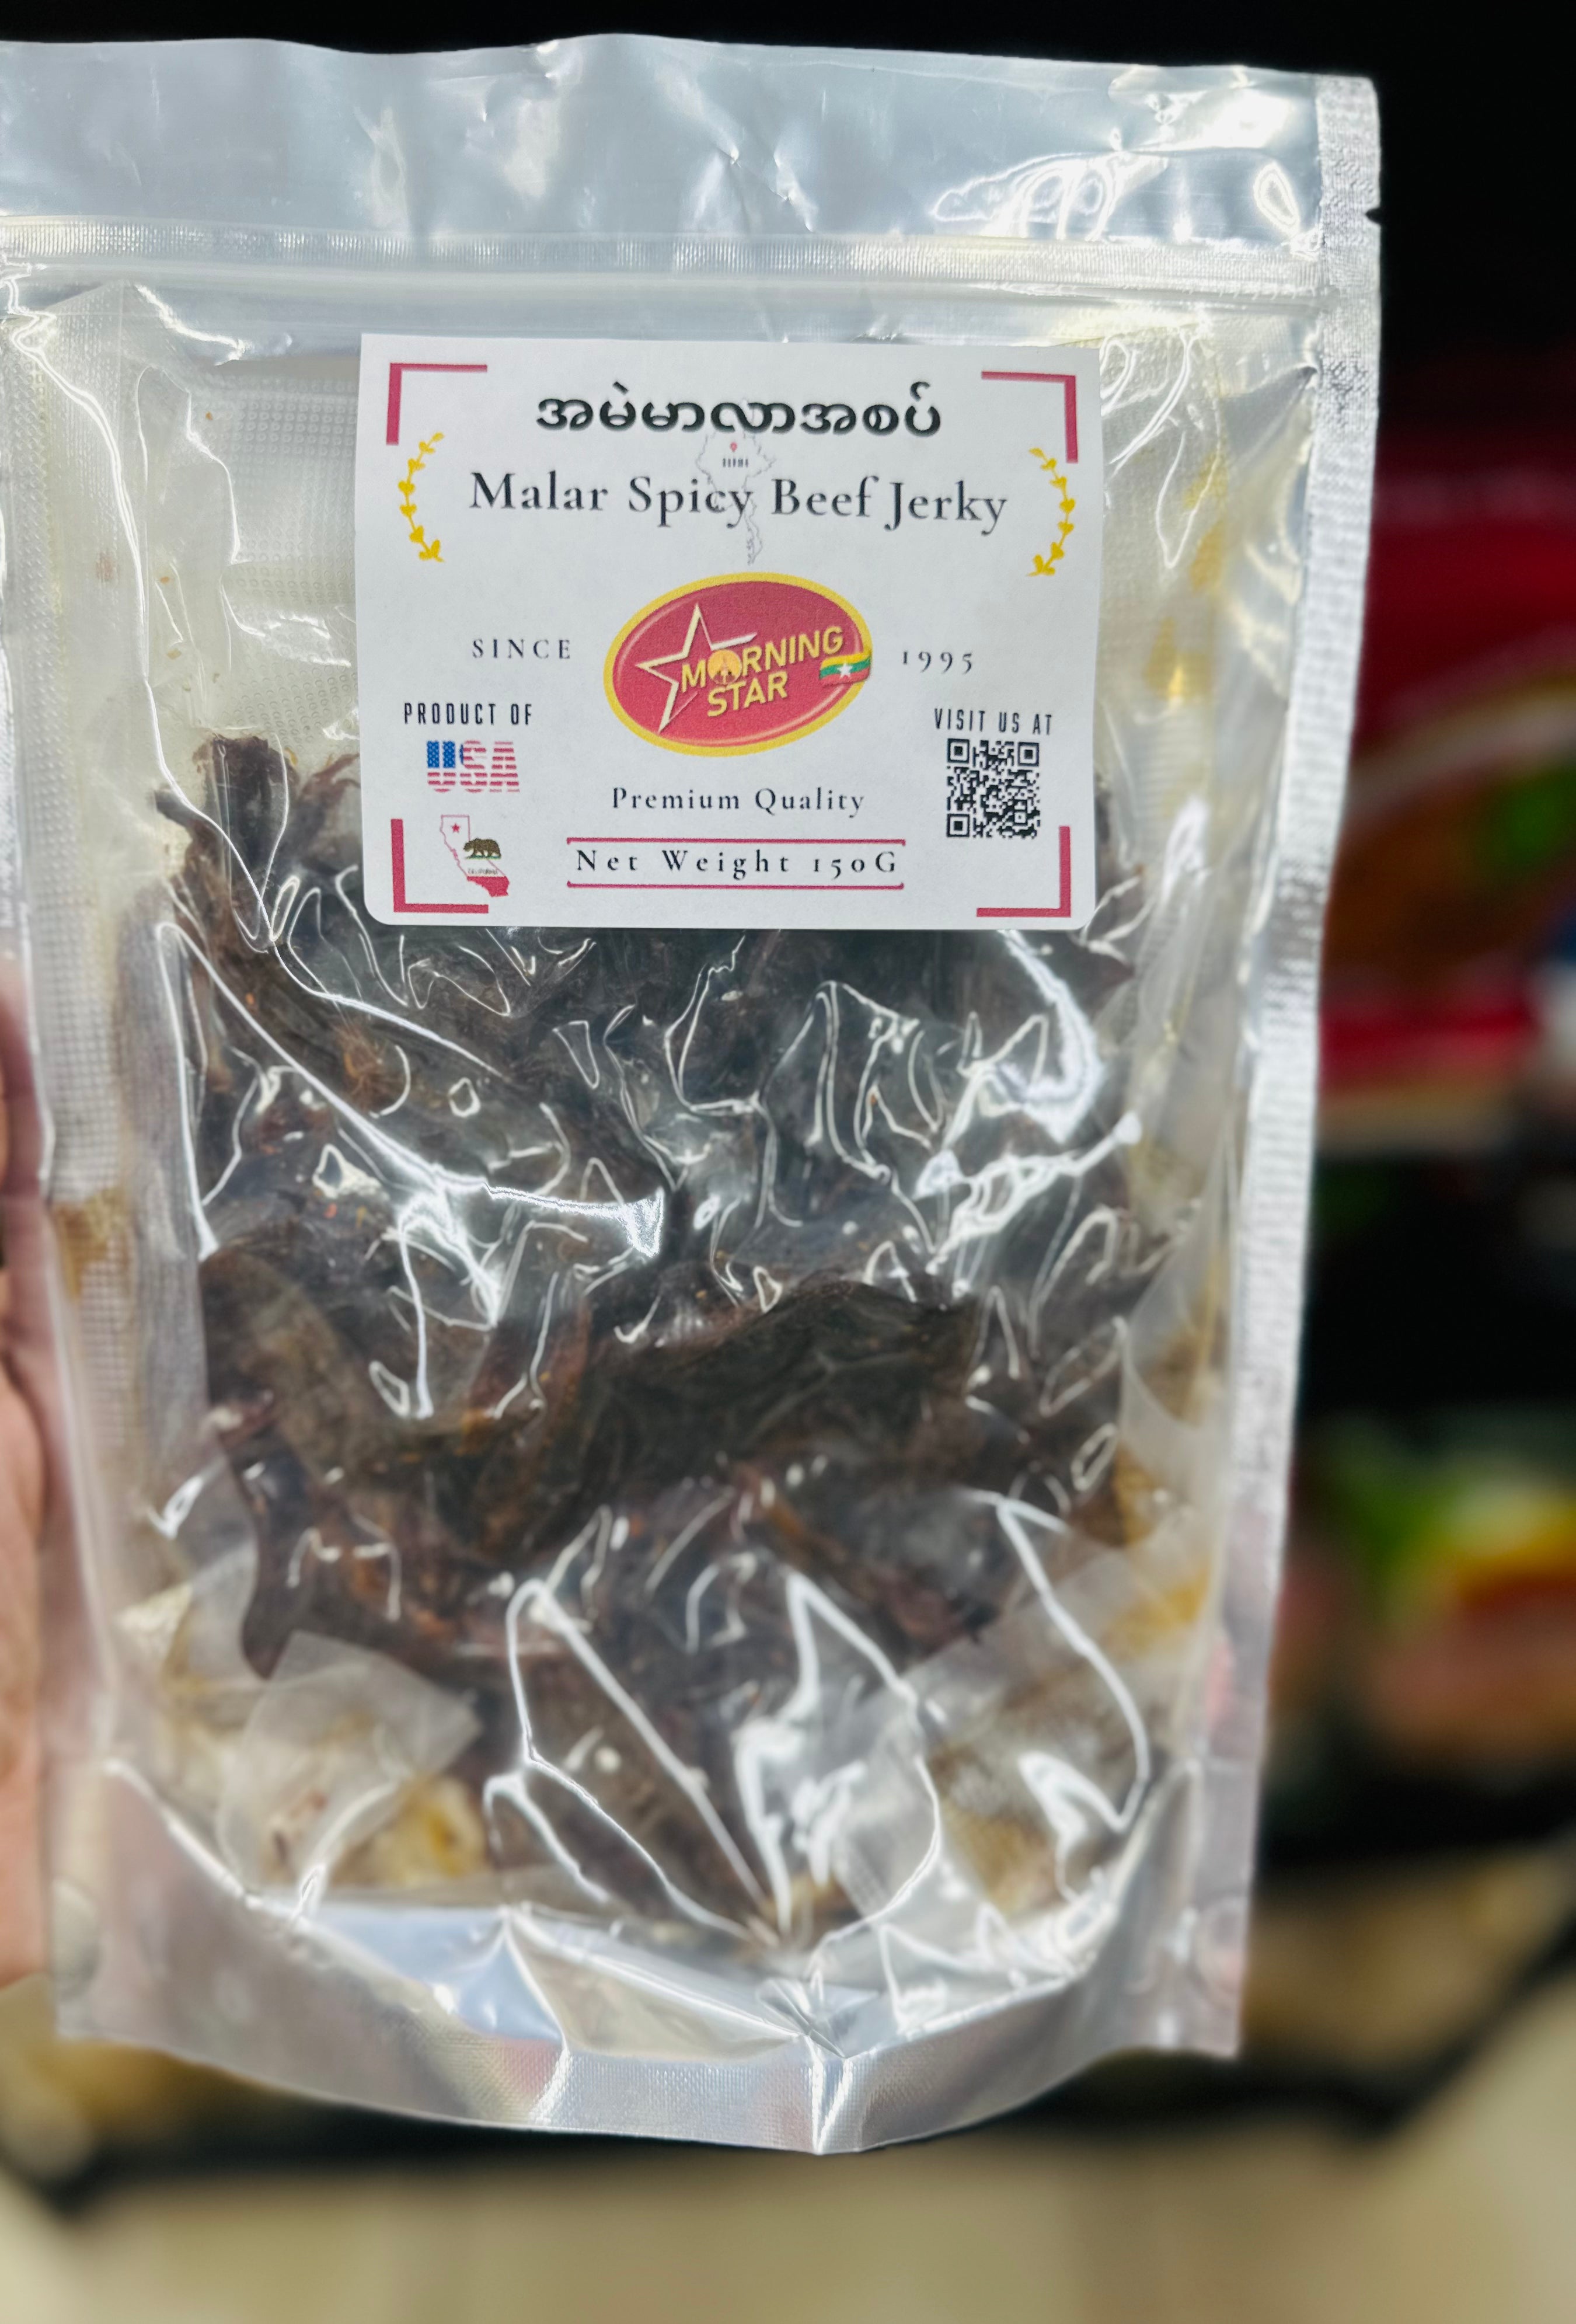 အမဲမာလာအစပ်
BURMA
Malar Spicy Beef Jerky
SINCE
1995
MORNING
STAR
PRODUCT OF
USA
VISIT US AT
Premium Quality
Net Weight 150G